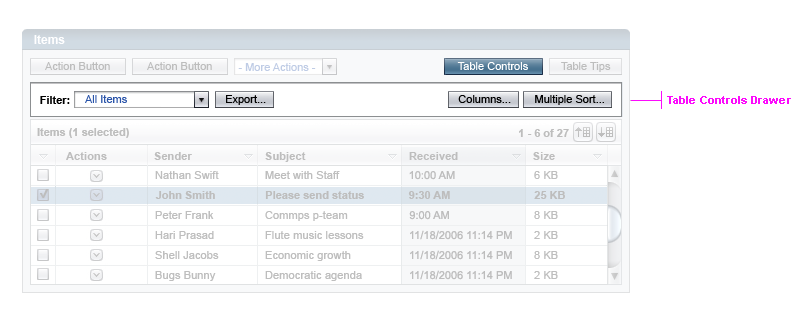 Items
Action Button Action Button - More Actions - Table Controls Table Tips
Filter: All Items Export... Columns... Multiple Sort...
Table Controls Drawer
Items (1 selected) 1 - 6 of 27
Actions Sender Subject Received Size
Nathan Swift Meet with Staff 10:00 AM 6 KB
John Smith Please send status 9:30 AM 25 KB
Peter Frank Commps p-team 9:00 AM 8 KB
Hari Prasad Flute music lessons 11/18/2006 11:14 PM 2 KB
Shell Jacobs Economic growth 11/18/2006 11:14 PM 8 KB
Bugs Bunny Democratic agenda 11/18/2006 11:14 PM 2 KB